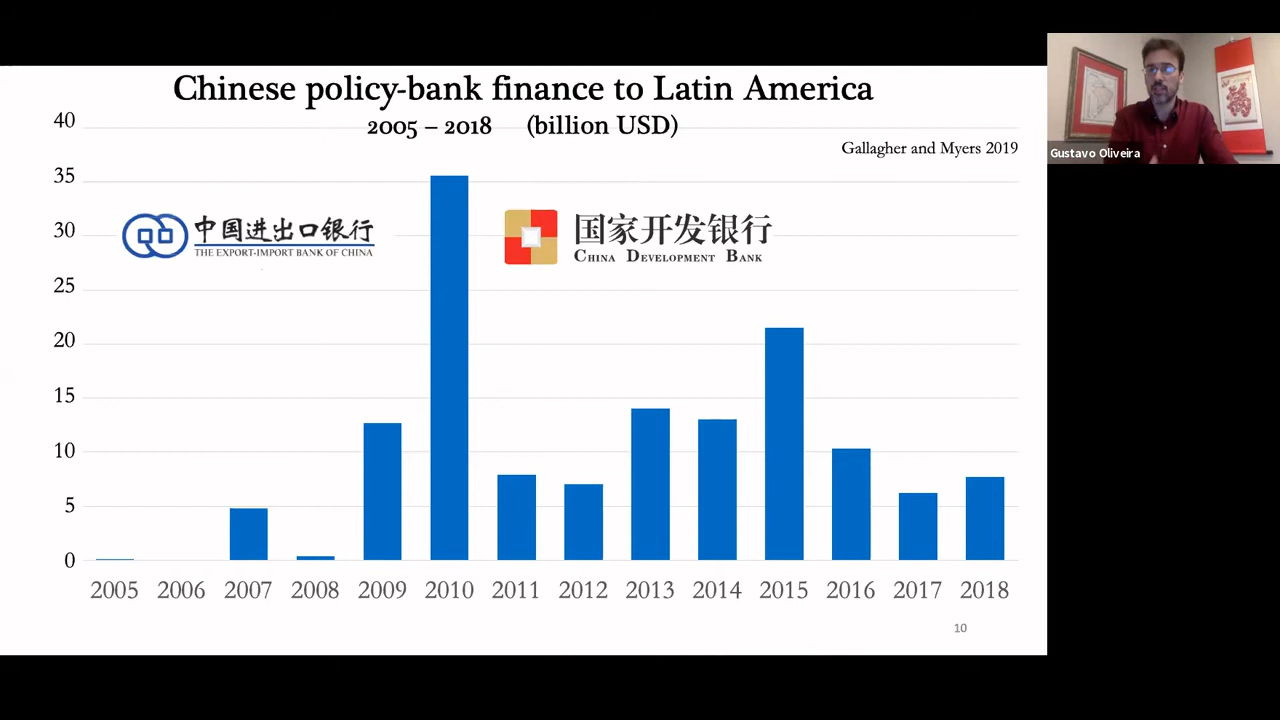 Chinese policy-bank finance to Latin America
2005 – 2018 (billion USD)
Gallagher and Myers 2019
Gustavo Oliveira
40
35
30
25
20
15
10
5
0
中国进出口银行
THE EXPORT-IMPORT BANK OF CHINA
国家开发银行
CHINA DEVELOPMENT BANK
2005 2006 2007 2008 2009 2010 2011 2012 2013 2014 2015 2016 2017 2018
10